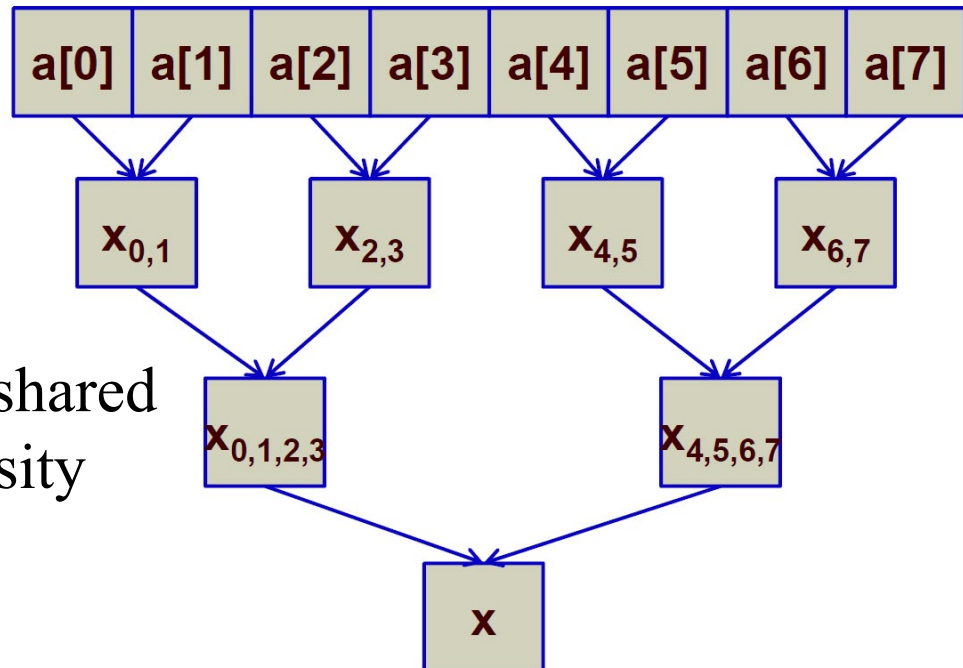 a[0] a[1] a[2] a[3] a[4] a[5] a[6] a[7]
x0,1 x2,3 x4,5 x6,7
shared
x0,1,2,3 x4,5,6,7
sity
x